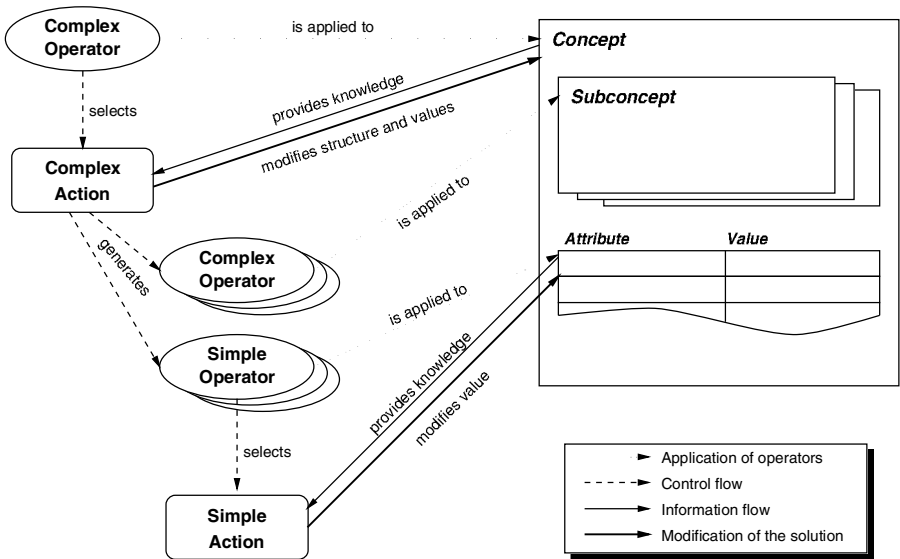 Complex
Operator
is applied to
Concept
provides knowledge
selects
modifies structure and values
Subconcept
Complex
Action
is applied to
generates
Complex
Operator
Attribute
Value
is applied to
Simple
Operator
provides knowledge
modifies value
selects
Simple
Action
Application of operators
Control flow
Information flow
Modification of the solution